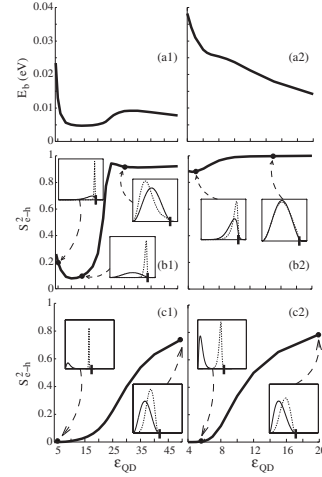 0.04
0.03
0.02
0.01
0
E_b (eV)
(a1)
(a2)
1
0.8
0.6
0.4
0.2
0
S²_e-h
(b1)
(b2)
0.8
0.6
0.4
0.2
0
S²_e-h
(c1)
(c2)
5 15 25 35 45
4 8 12 16 20
ε_QD
ε_QD